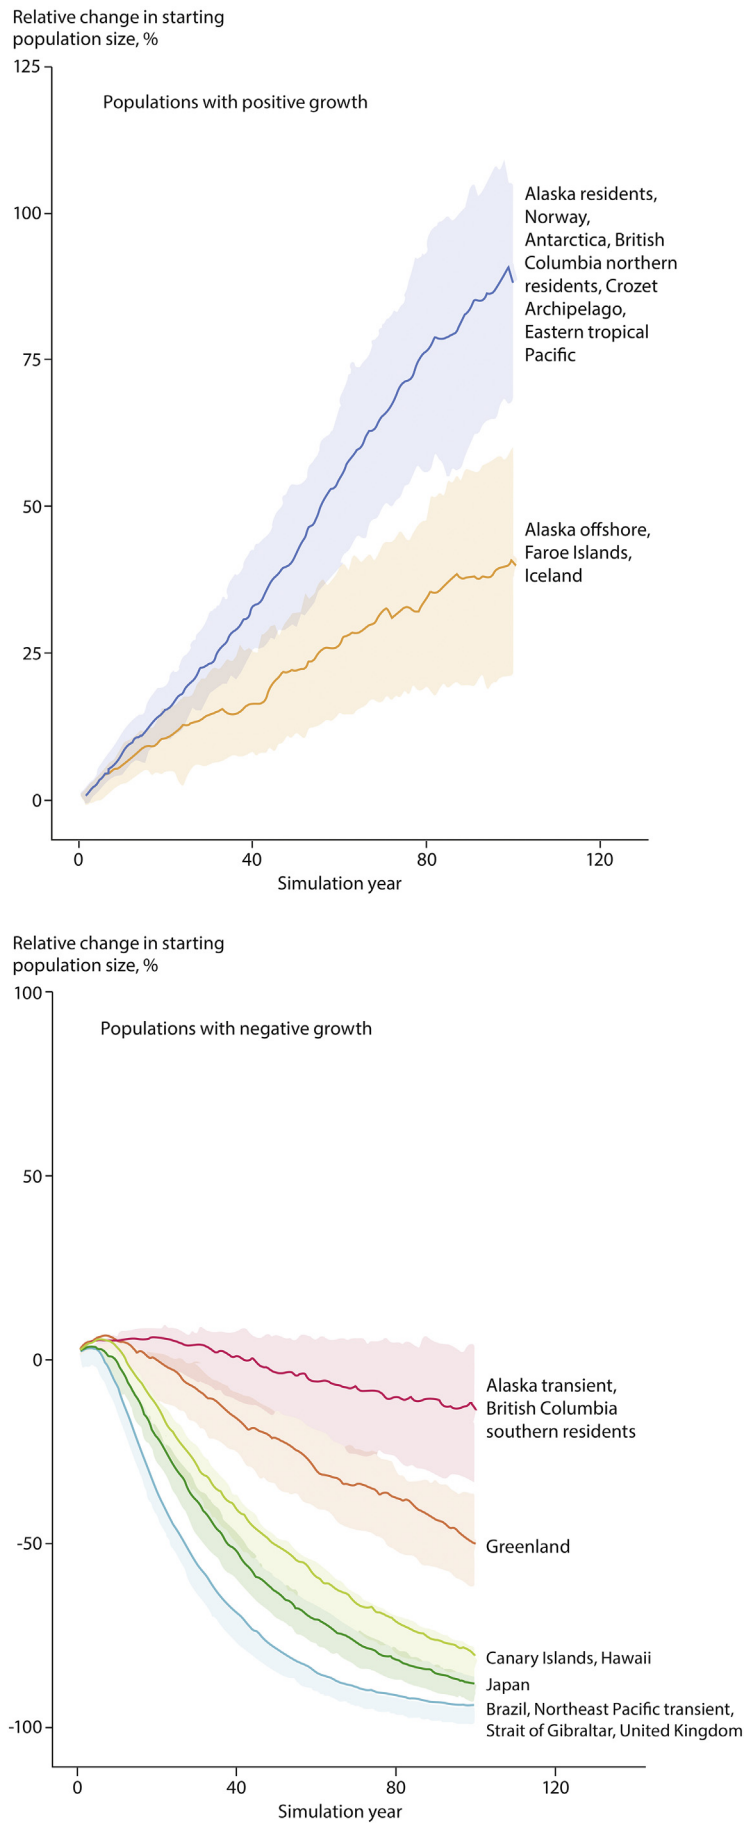 Relative change in starting
population size, %
125
Populations with positive growth
100
75
50
25
0
Alaska residents,
Norway,
Antarctica, British
Columbia northern
residents, Crozet
Archipelago,
Eastern tropical
Pacific
Alaska offshore,
Faroe Islands,
Iceland
0 40 80 120
Simulation year
Relative change in starting
population size, %
100
Populations with negative growth
50
0
-50
-100
Alaska transient,
British Columbia
southern residents
Greenland
Canary Islands, Hawaii
Japan
Brazil, Northeast Pacific transient,
Strait of Gibraltar, United Kingdom
0 40 80 120
Simulation year